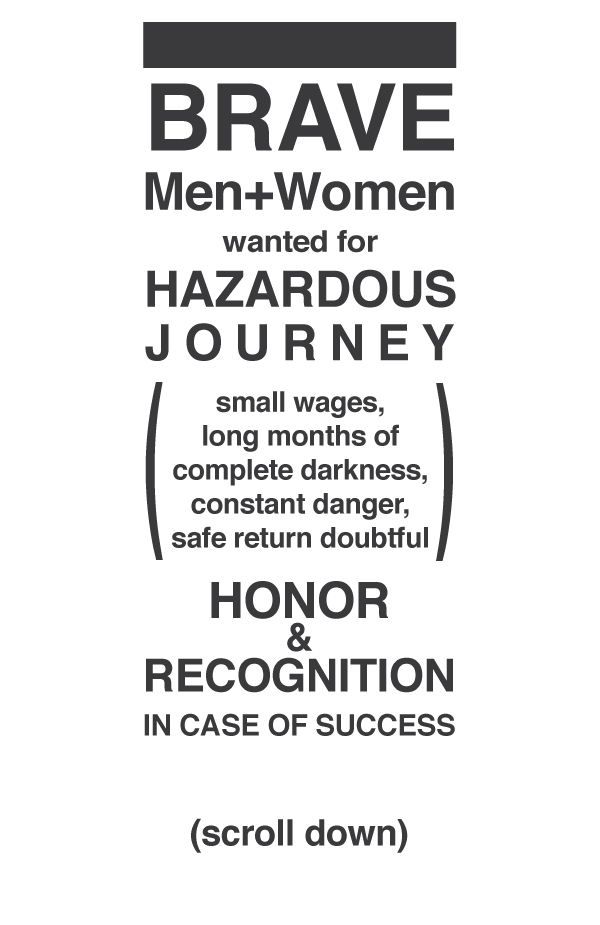 BRAVE
Men+Women
wanted for
HAZARDOUS
JOURNEY
(small wages,
long months of
complete darkness,
constant danger,
safe return doubtful)
HONOR
&
RECOGNITION
IN CASE OF SUCCESS
(scroll down)